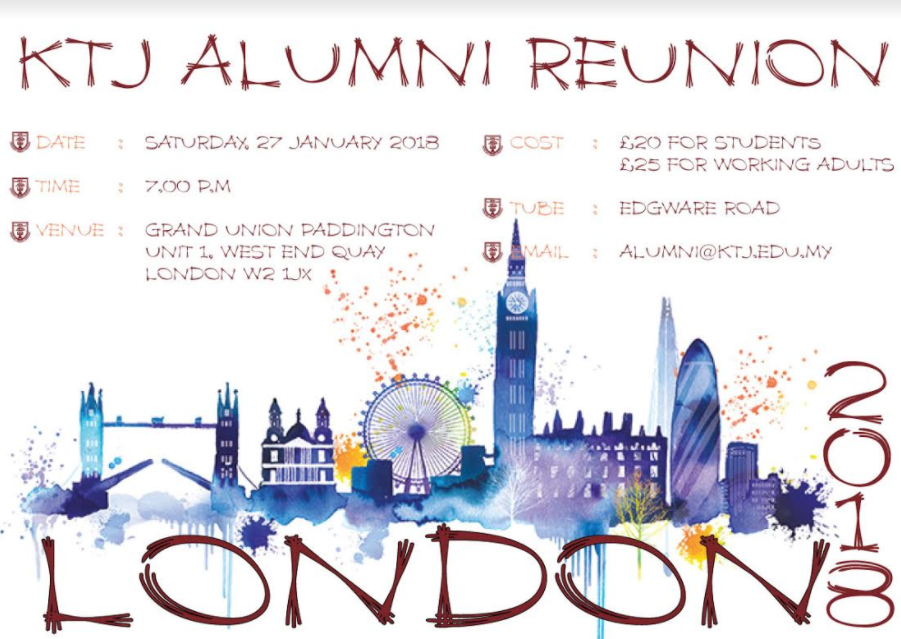 KTJ ALUMNI REUNION
DATE : SATURDAY, 27 JANUARY 2018
TIME : 7.00 P.M
VENUE : GRAND UNION PADDINGTON
UNIT 1, WEST END QUAY
LONDON W2 1JX
COST : £20 FOR STUDENTS
£25 FOR WORKING ADULTS
TUBE : EDGWARE ROAD
EMAIL : ALUMNI@KTJ.EDU.MY
LONDON
2018